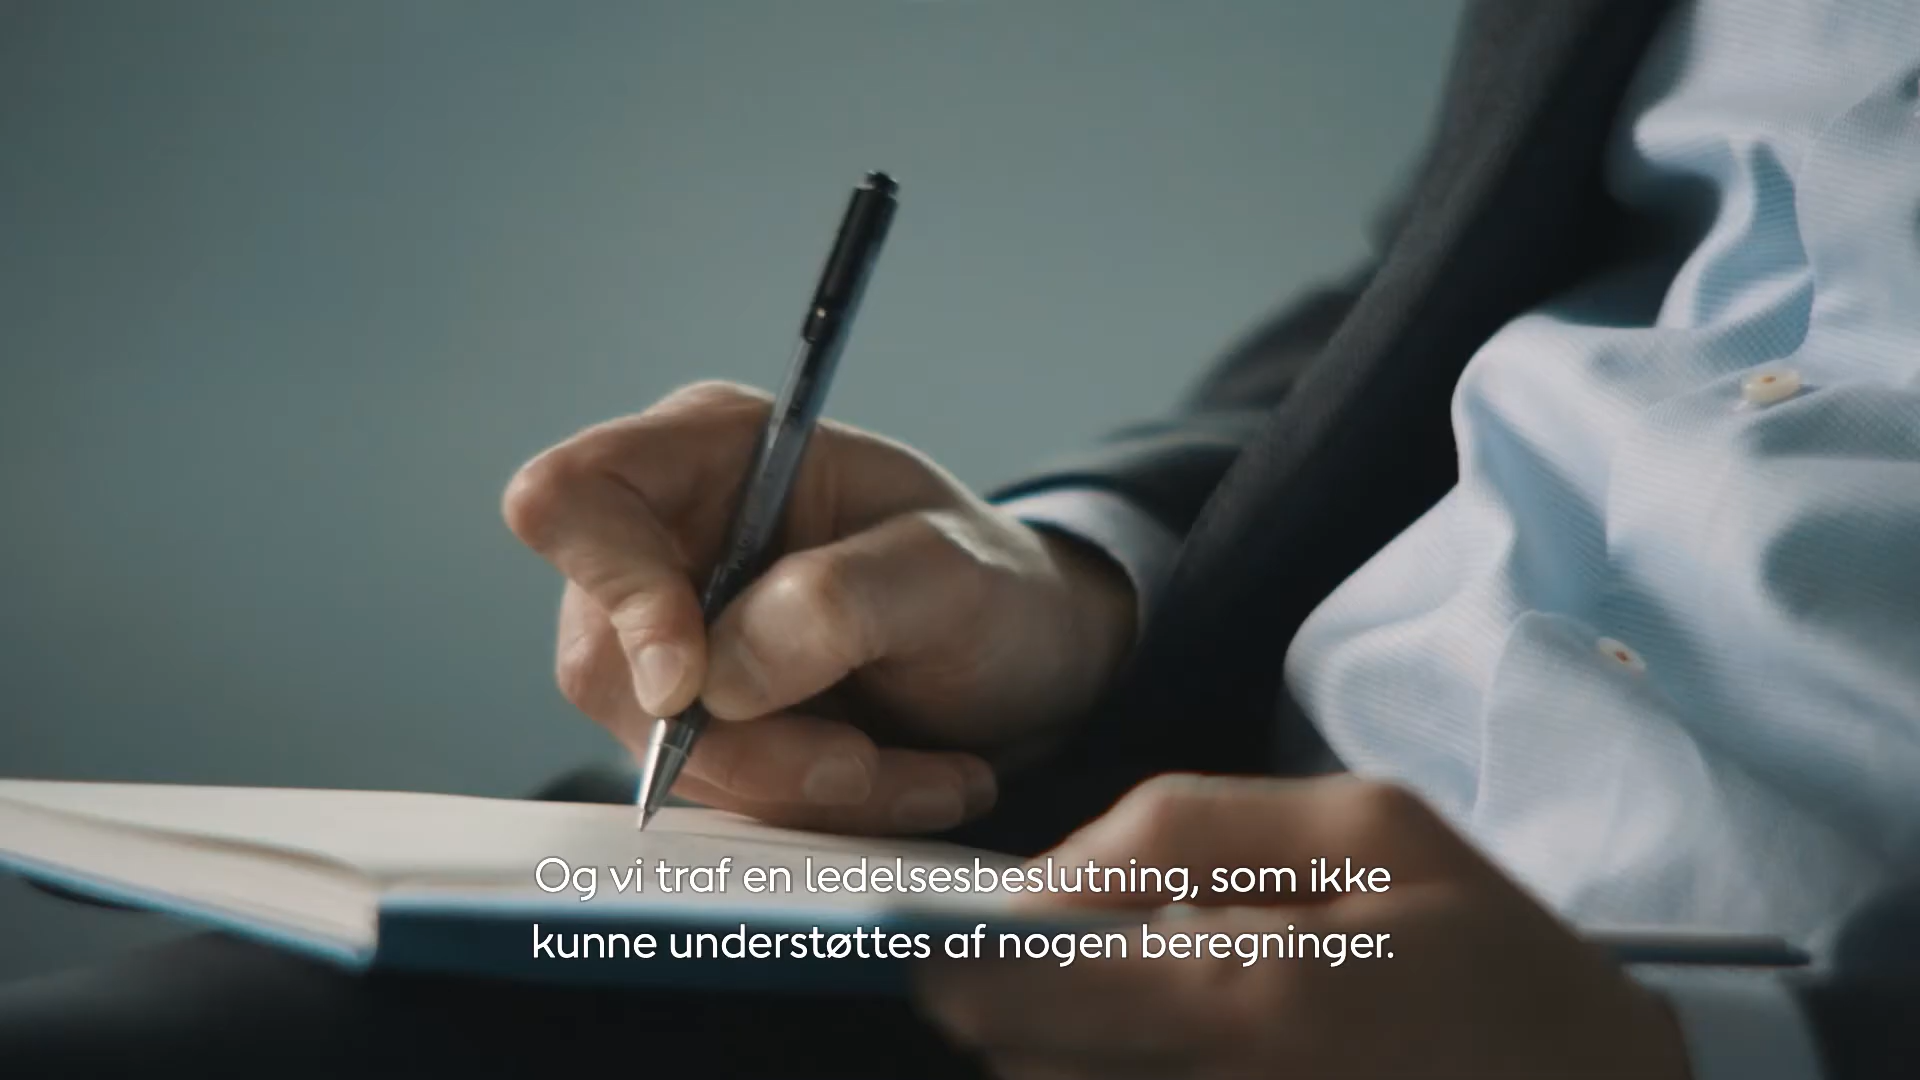 Og vi traf en ledelsesbeslutning, som ikke
kunne understøttes af nogen beregninger.